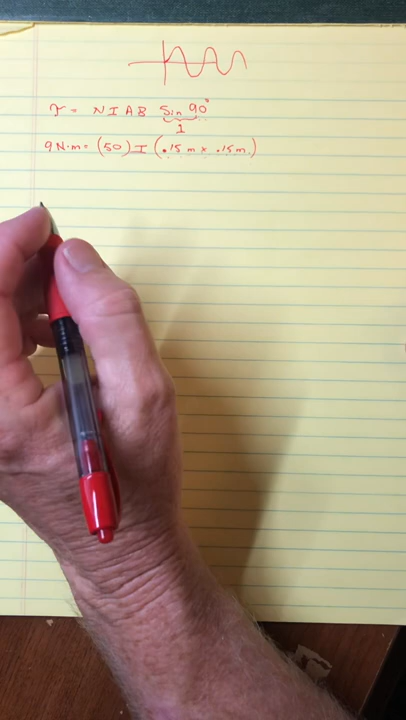 τ = N I A B Sin 90°
1
9 N·m = (50) I (.15 m x .15 m)